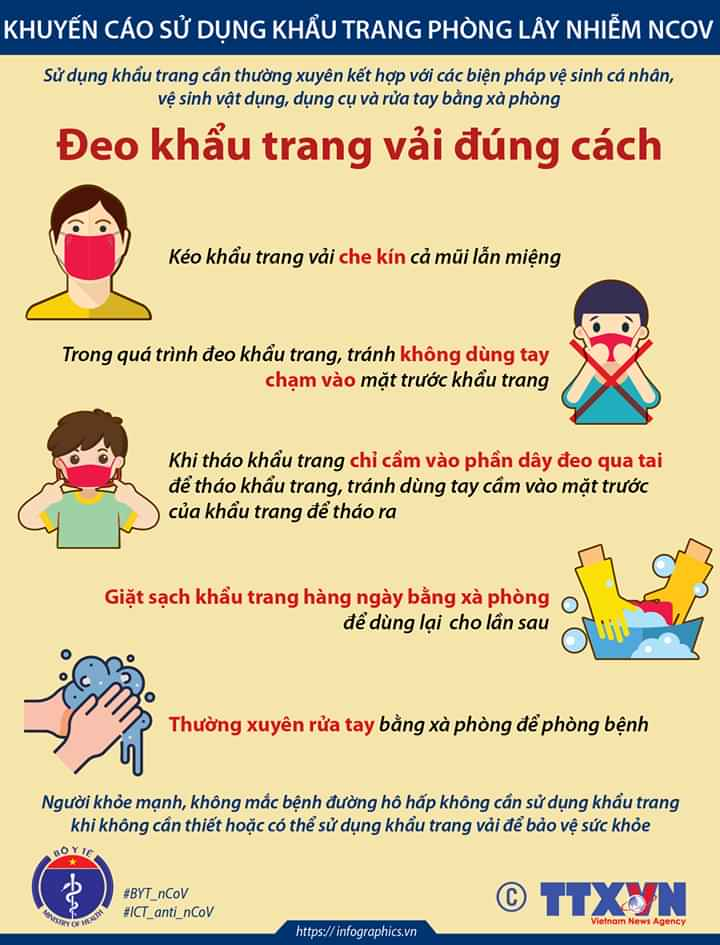 KHUYẾN CÁO SỬ DỤNG KHẨU TRANG PHÒNG LÂY NHIỄM NCOV
Sử dụng khẩu trang cần thường xuyên kết hợp với các biện pháp vệ sinh cá nhân,
vệ sinh vật dụng, dụng cụ và rửa tay bằng xà phòng
Đeo khẩu trang vải đúng cách
Kéo khẩu trang vải che kín cả mũi lẫn miệng
Trong quá trình đeo khẩu trang, tránh không dùng tay
chạm vào mặt trước khẩu trang
Khi tháo khẩu trang chỉ cầm vào phần dây đeo qua tai
để tháo khẩu trang, tránh dùng tay cầm vào mặt trước
của khẩu trang để tháo ra
Giặt sạch khẩu trang hàng ngày bằng xà phòng
để dùng lại cho lần sau
Thường xuyên rửa tay bằng xà phòng để phòng bệnh
Người khỏe mạnh, không mắc bệnh đường hô hấp không cần sử dụng khẩu trang
khi không cần thiết hoặc có thể sử dụng khẩu trang vải để bảo vệ sức khỏe
BỘ Y TẾ
MINISTRY OF HEALTH
#BYT_nCoV
#ICT_anti_nCoV
© TTXVN
Vietnam News Agency
https://infographics.vn